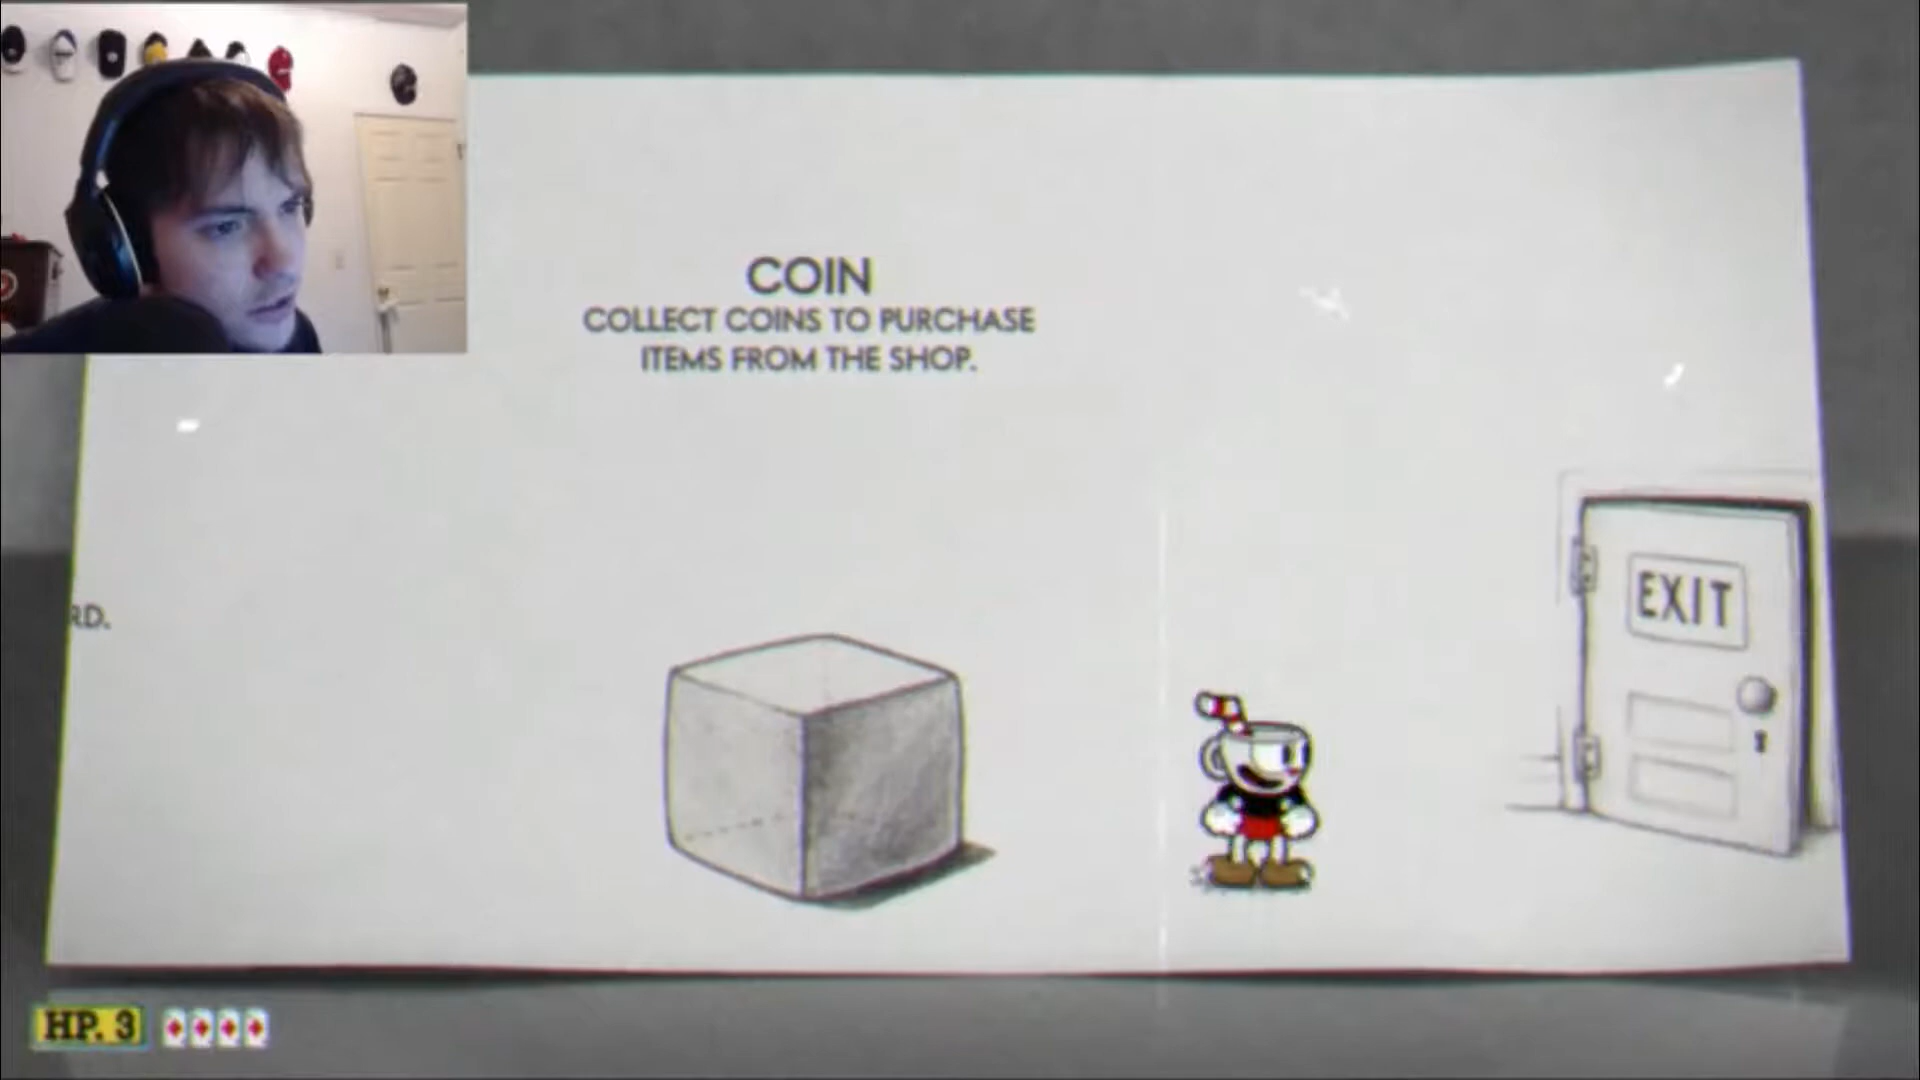 COIN
COLLECT COINS TO PURCHASE
ITEMS FROM THE SHOP.
EXIT
RD.
HP. 3